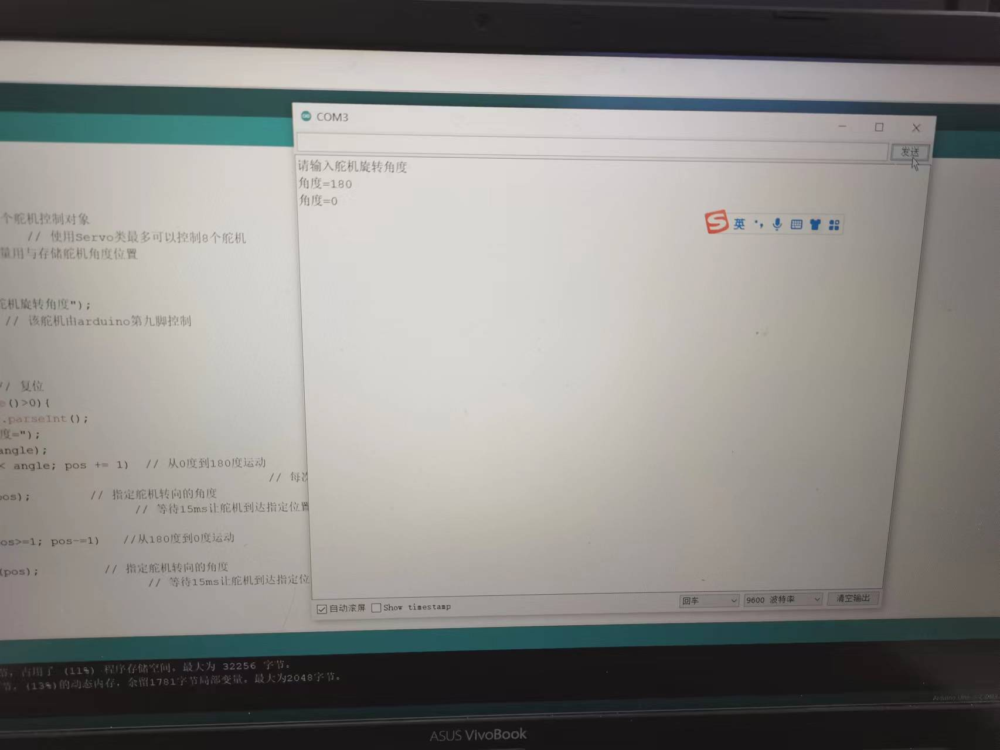 COM3
发送
请输入舵机旋转角度
角度=180
角度=0
英
个舵机控制对象
// 使用Servo类最多可以控制8个舵机
量用与存储舵机角度位置
舵机旋转角度");
// 该舵机由arduino第九脚控制
// 复位
()>0){
.parseInt();
度=");
angle);
< angle; pos += 1) // 从0度到180度运动
// 每次
pos); // 指定舵机转向的角度
// 等待15ms让舵机到达指定位置
os>=1; pos-=1) //从180度到0度运动
(pos); // 指定舵机转向的角度
// 等待15ms让舵机到达指定位
自动滚屏 Show timestamp 回车 9600 波特率 清空输出
节，占用了 (11%) 程序存储空间。最大为 32256 字节。
节，(13%)的动态内存，余留1781字节局部变量。最大为2048字节。
Arduino Uno
ASUS VivoBook